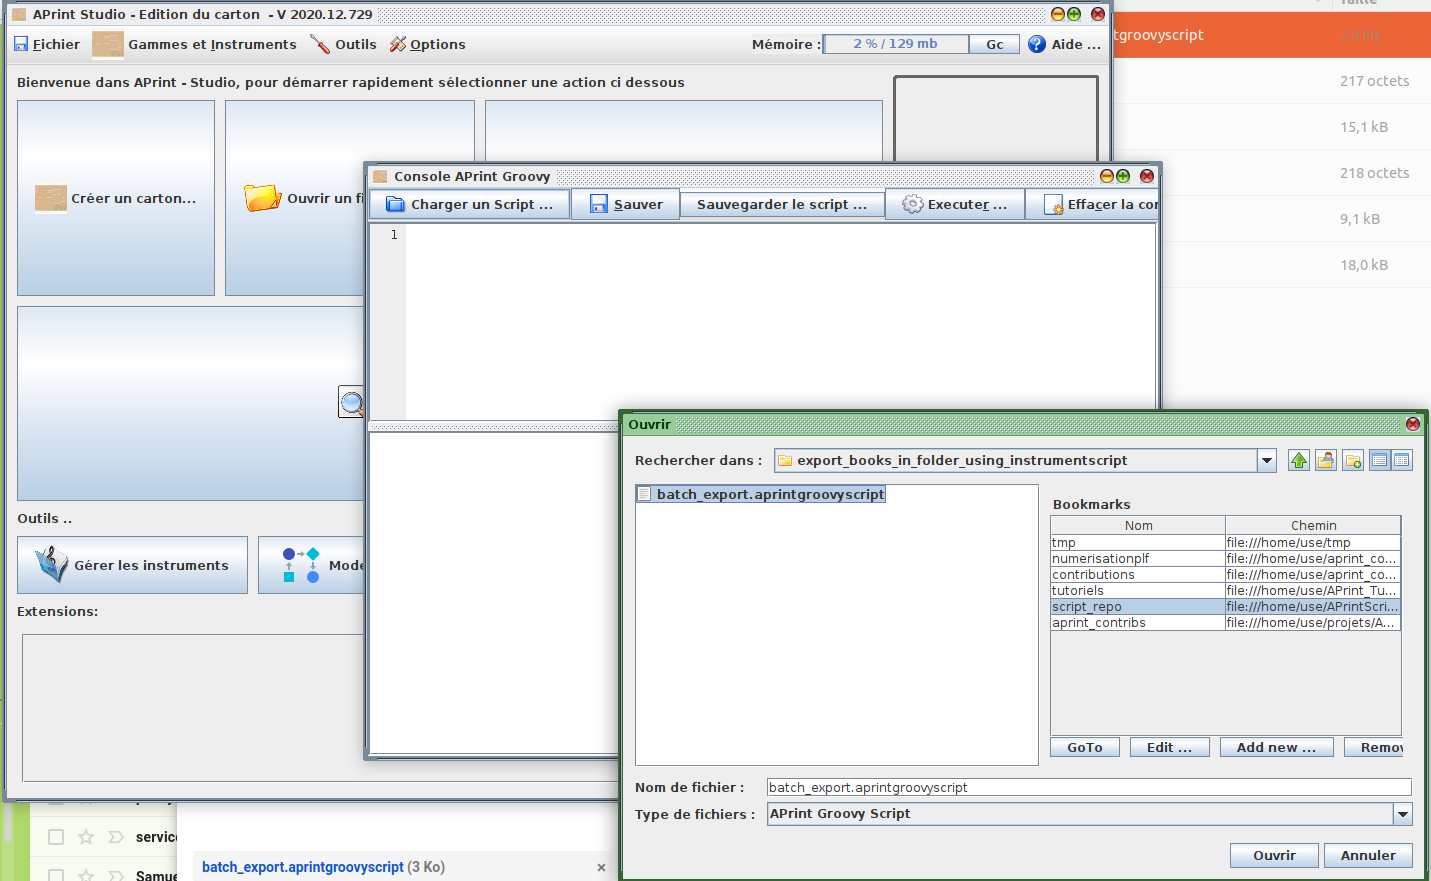 APrint Studio - Edition du carton - V 2020.12.729
Fichier Gammes et Instruments Outils Options Mémoire : 2 % / 129 mb Gc Aide ...
Bienvenue dans APrint - Studio, pour démarrer rapidement sélectionner une action ci dessous
Créer un carton...
Ouvrir un fi
Outils ..
Gérer les instruments
Mode
Extensions:
Console APrint Groovy
Charger un Script ... Sauver Sauvegarder le script ... Executer ... Effacer la cor
1
Ouvrir
Rechercher dans : export_books_in_folder_using_instrumentscript
batch_export.aprintgroovyscript
Bookmarks
Nom Chemin
tmp file:///home/use/tmp
numerisationplf file:///home/use/aprint_co...
contributions file:///home/use/aprint_co...
tutoriels file:///home/use/APrint_Tu...
script_repo file:///home/use/APrintScri...
aprint_contribs file:///home/use/projets/A...
GoTo Edit ... Add new ... Remov
Nom de fichier : batch_export.aprintgroovyscript
Type de fichiers : APrint Groovy Script
Ouvrir Annuler
Taille
tgroovyscript 2,8 kB
217 octets
15,1 kB
218 octets
9,1 kB
18,0 kB
servic
Samue
batch_export.aprintgroovyscript (3 Ko) ×